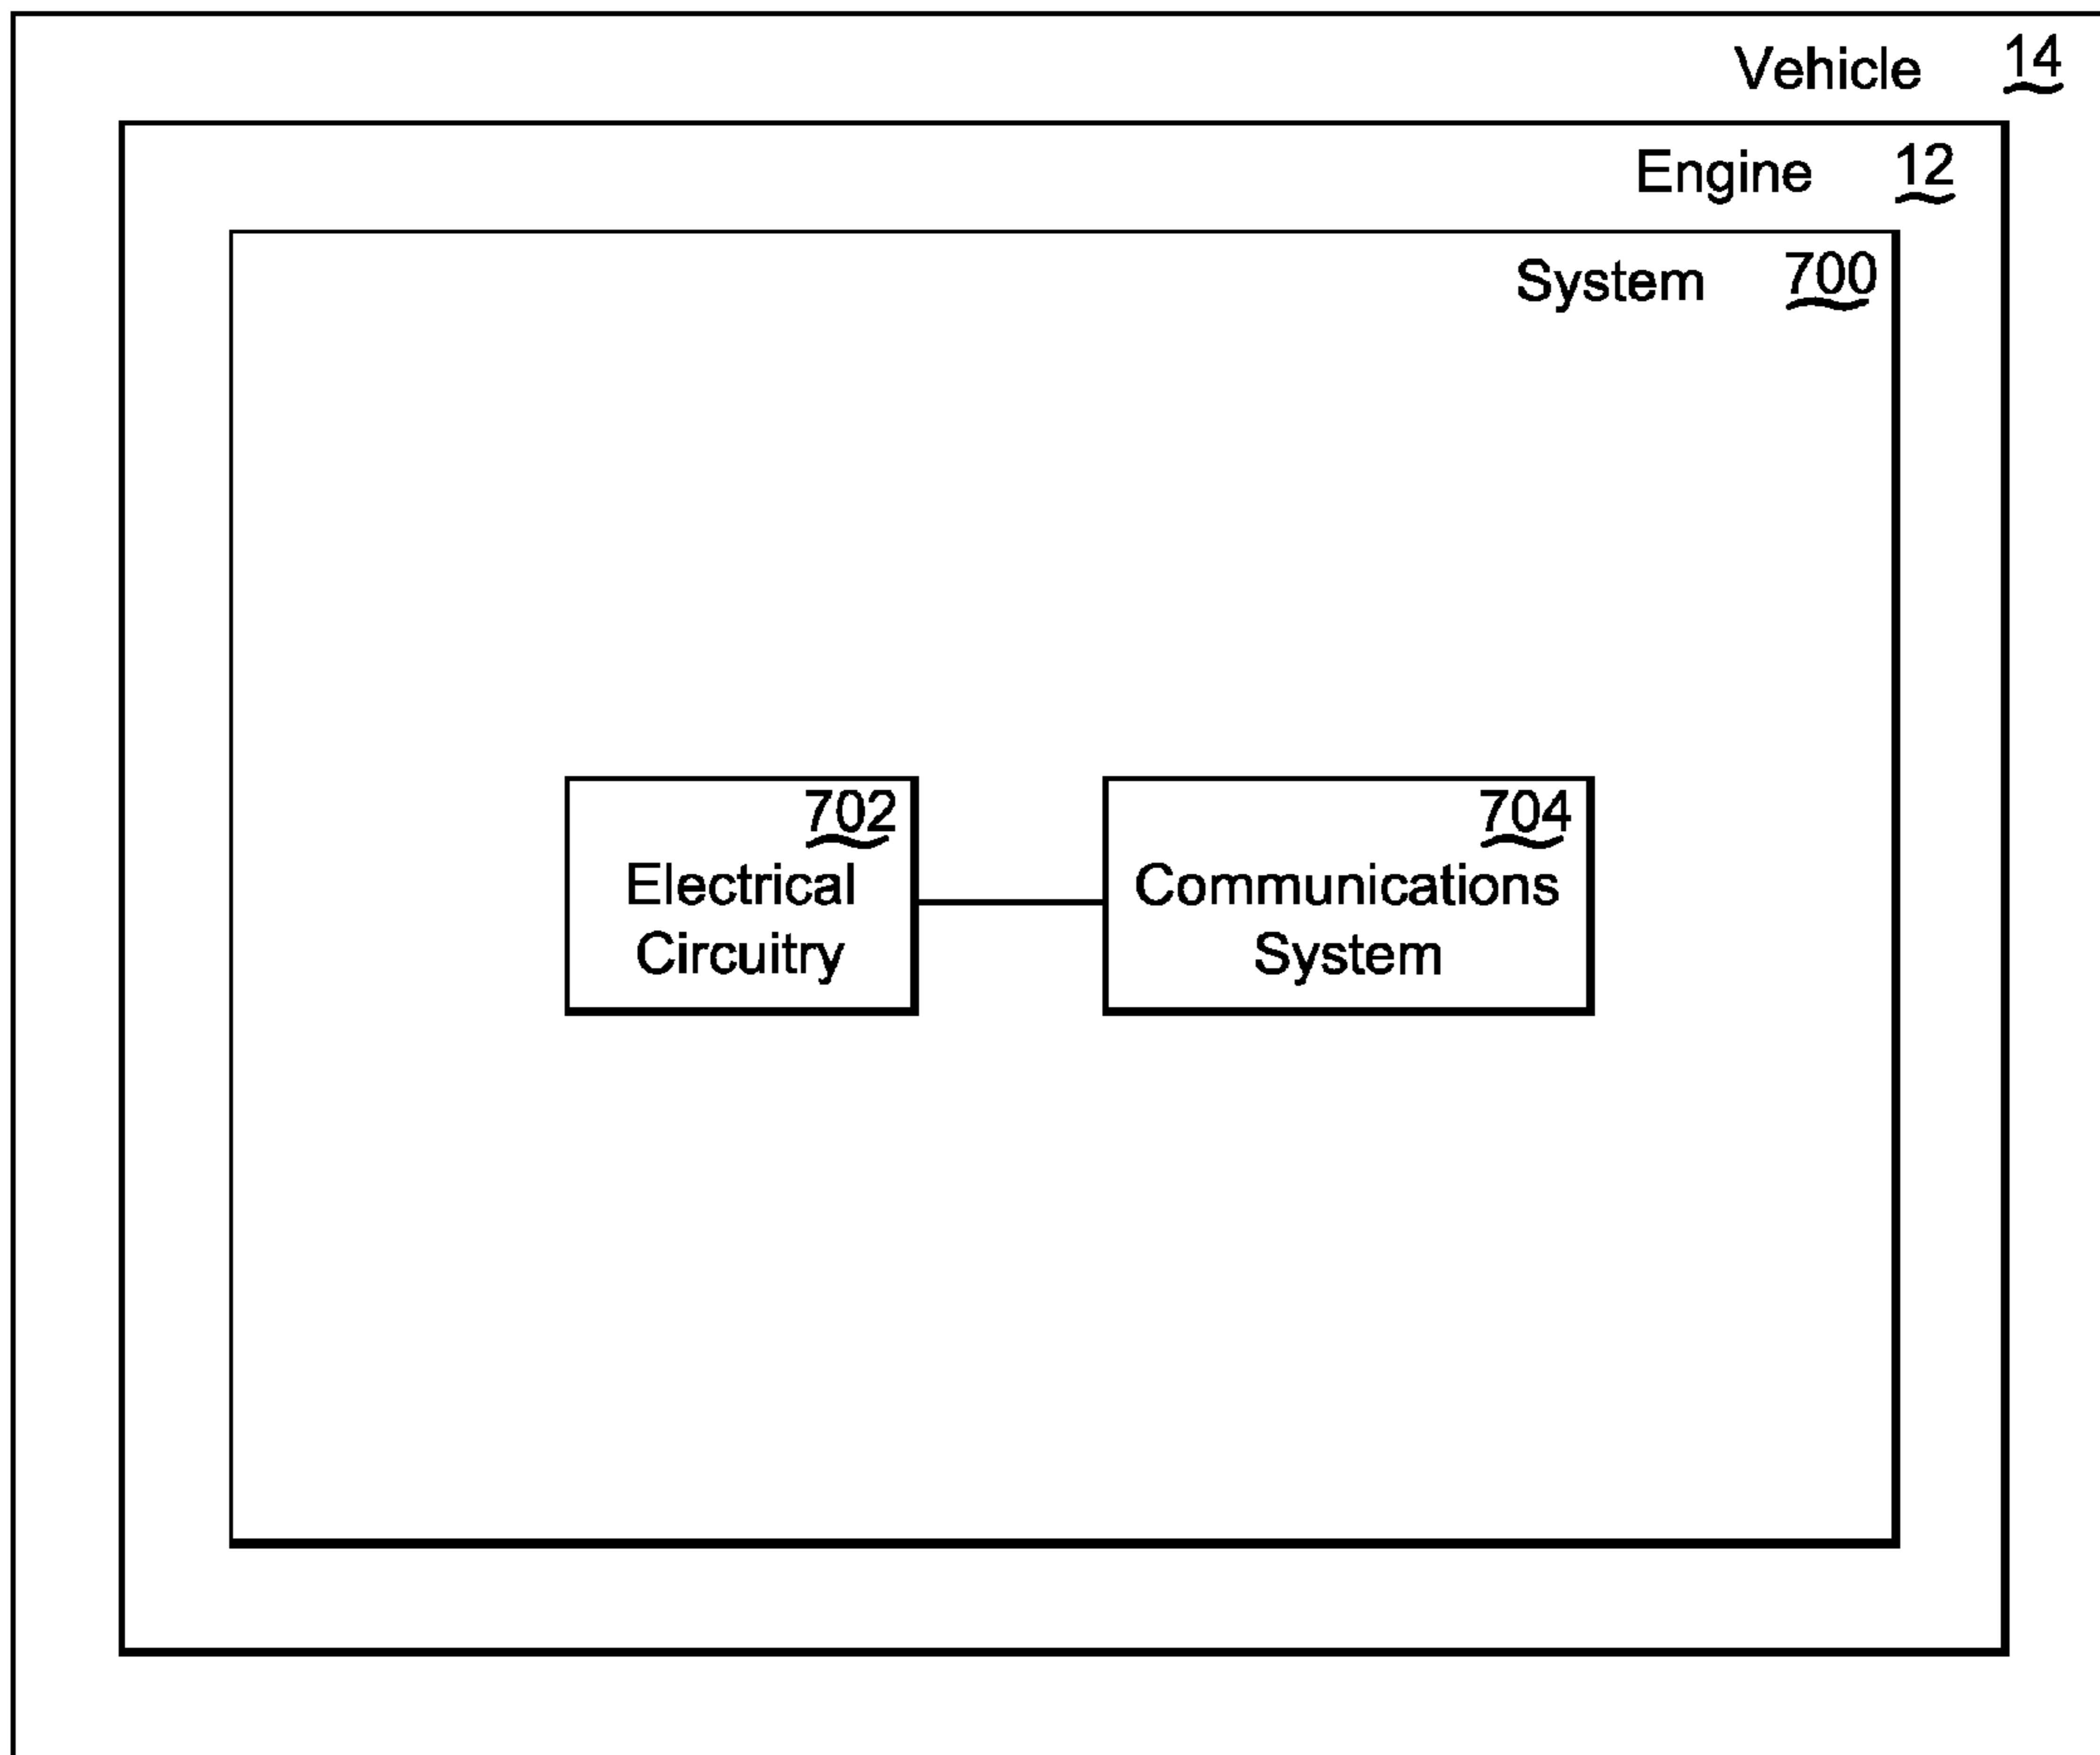 Vehicle 14
Engine 12
System 700
702
Electrical
Circuitry
704
Communications
System